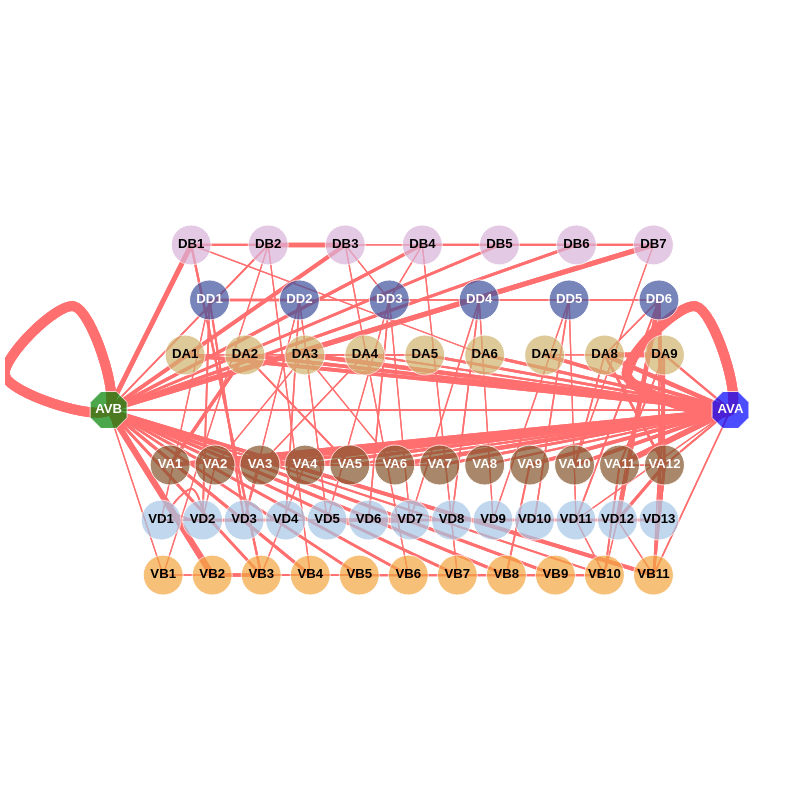 DB1 DB2 DB3 DB4 DB5 DB6 DB7
DD1 DD2 DD3 DD4 DD5 DD6
DA1 DA2 DA3 DA4 DA5 DA6 DA7 DA8 DA9
AVB AVA
VA1 VA2 VA3 VA4 VA5 VA6 VA7 VA8 VA9 VA10 VA11 VA12
VD1 VD2 VD3 VD4 VD5 VD6 VD7 VD8 VD9 VD10 VD11 VD12 VD13
VB1 VB2 VB3 VB4 VB5 VB6 VB7 VB8 VB9 VB10 VB11